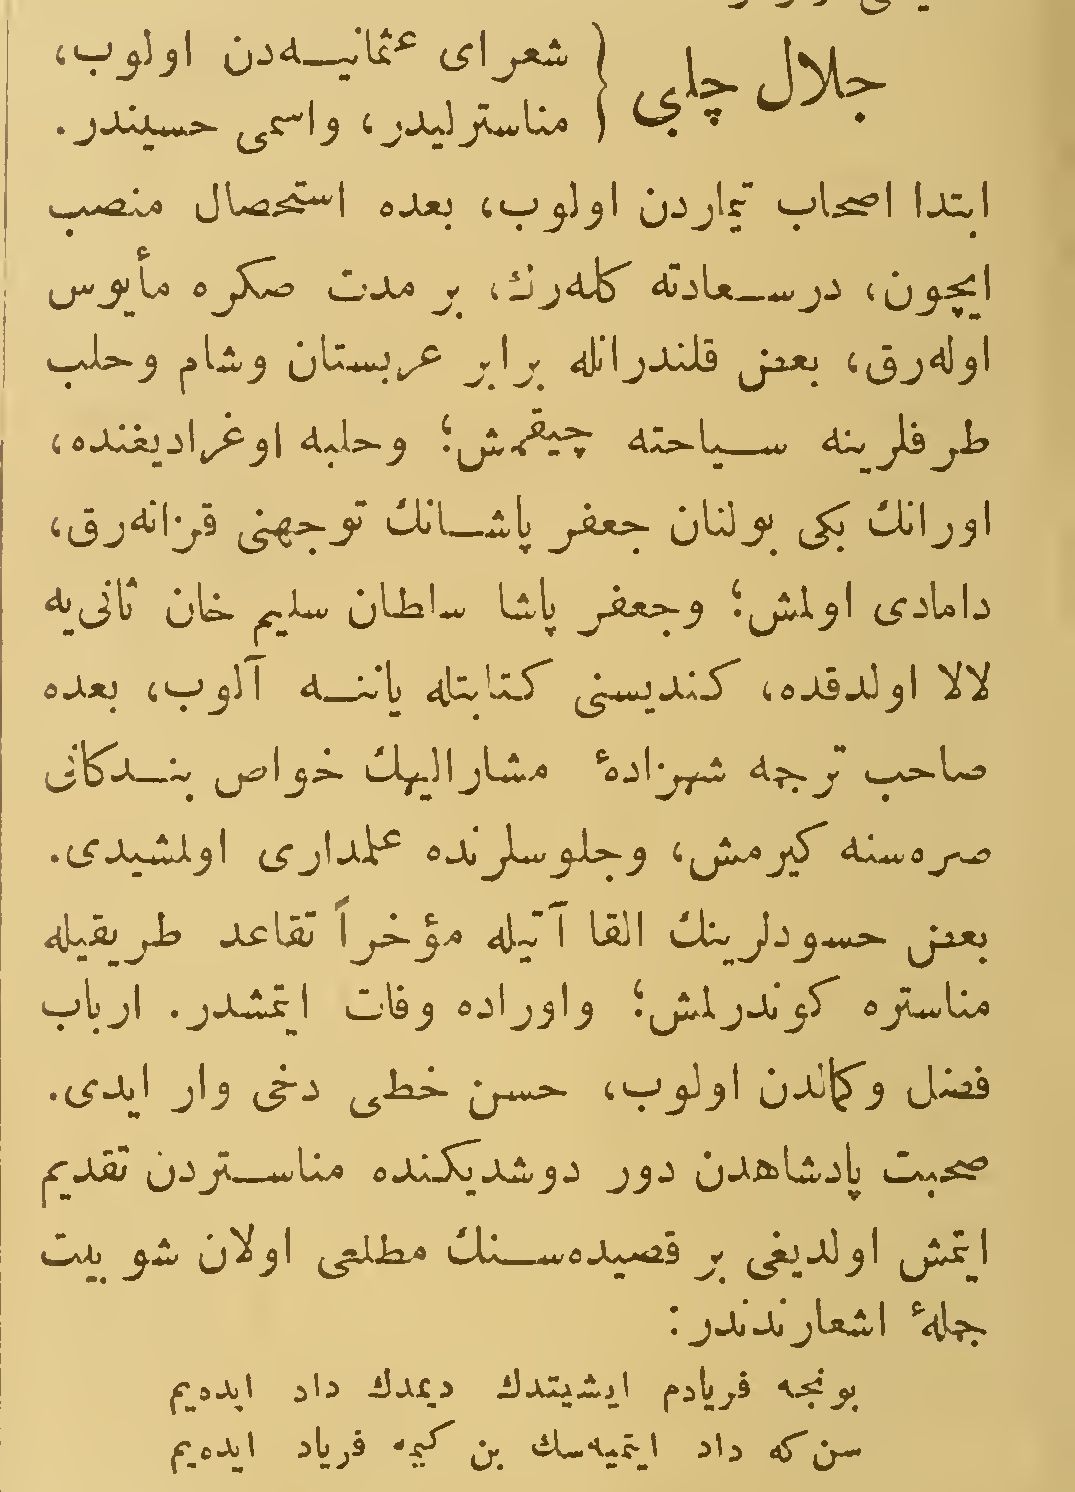 جلال چلبی { شعرای عثمانیه‌دن اولوب،
مناسترلیدر، واسمی حسیندر.
ابتدا اصحاب تیماردن اولوب، بعده استحصال منصب
ایچون، درسعادته کله‌رك، بر مدت صکره مأیوس
اوله‌رق، بعض قلندرانله برابر عربستان وشام وحلب
طرفلرینه سیاحته چیقمش؛ وحلبه اوغرادیغنده،
اورانك بکی بولنان جعفر پاشانك توجهنی قزانه‌رق،
دامادی اولمش؛ وجعفر پاشا سلطان سلیم خان ثانی‌یه
لالا اولدقده، کندیسنی کتابتله یاننه آلوب، بعده
صاحب ترجمه شهزادهٔ مشارالیهك خواص بندکانی
صره‌سنه کیرمش، وجلوسلرنده علمداری اولمشیدی.
بعض حسودلرینك القا آتیله مؤخراً تقاعد طریقیله
مناستره کوندرلمش؛ واوراده وفات ایتمشدر. ارباب
فضل وکمالدن اولوب، حسن خطی دخی وار ایدی.
صحبت پادشاهدن دور دوشدیکنده مناستردن تقدیم
ایتمش اولدیغی بر قصیده‌سنك مطلعی اولان شو بیت
جملهٔ اشعارندندر:
بونجه فریادم ایشیتدك دیمدك داد ایده‌یم
سن که داد ایتمیه‌سك بن کیمه فریاد ایده‌یم